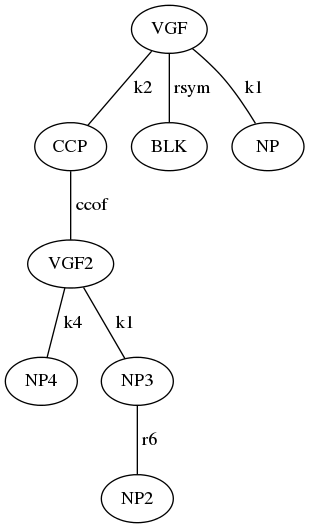 VGF
k2 rsym k1
CCP BLK NP
ccof
VGF2
k4 k1
NP4 NP3
r6
NP2